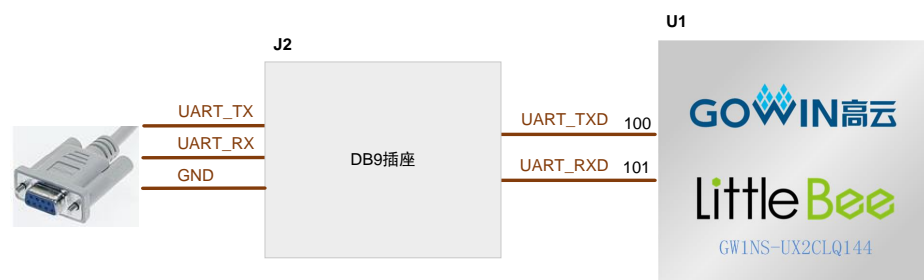 U1
J2
UART_TX
UART_RX
GND
DB9插座
UART_TXD 100
UART_RXD 101
GOWIN高云
LittleBee
GW1NS-UX2CLQ144